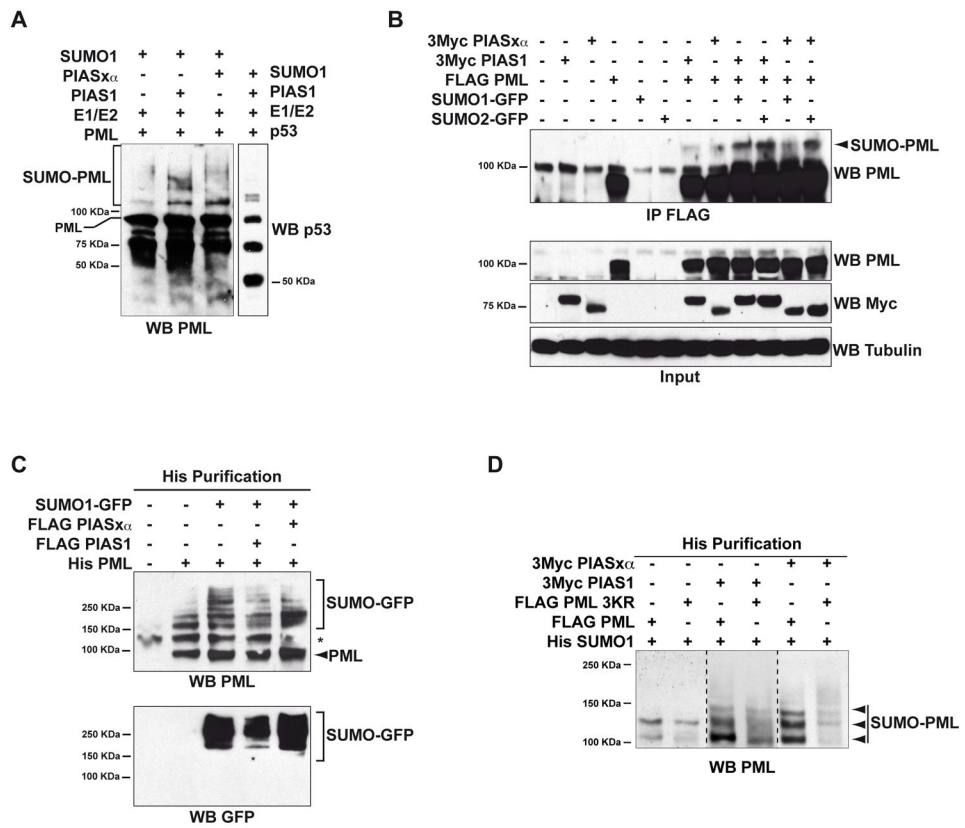 A
SUMO1 + + +
PIASxα - - + + SUMO1
PIAS1 - + - + PIAS1
E1/E2 + + + + E1/E2
PML + + + + p53
SUMO-PML
100 KDa
PML
75 KDa
50 KDa
WB p53
50 KDa
WB PML
B
3Myc PIASxα - - + - - - - + - - + +
3Myc PIAS1 - + - - - - + - + + - -
FLAG PML - - - + - - + + + + + +
SUMO1-GFP - - - - + - - - + - + -
SUMO2-GFP - - - - - + - - - + - +
SUMO-PML
100 KDa
WB PML
IP FLAG
100 KDa
WB PML
75 KDa
WB Myc
WB Tubulin
Input
C
His Purification
SUMO1-GFP - - + + +
FLAG PIASxα - - - - +
FLAG PIAS1 - - - + -
His PML - + + + +
250 KDa
150 KDa
100 KDa
SUMO-GFP
*
PML
WB PML
250 KDa
150 KDa
100 KDa
SUMO-GFP
WB GFP
D
His Purification
3Myc PIASxα - - - - + +
3Myc PIAS1 - - + + - -
FLAG PML 3KR - + - + - +
FLAG PML + - + - + -
His SUMO1 + + + + + +
250 KDa
150 KDa
100 KDa
SUMO-PML
WB PML